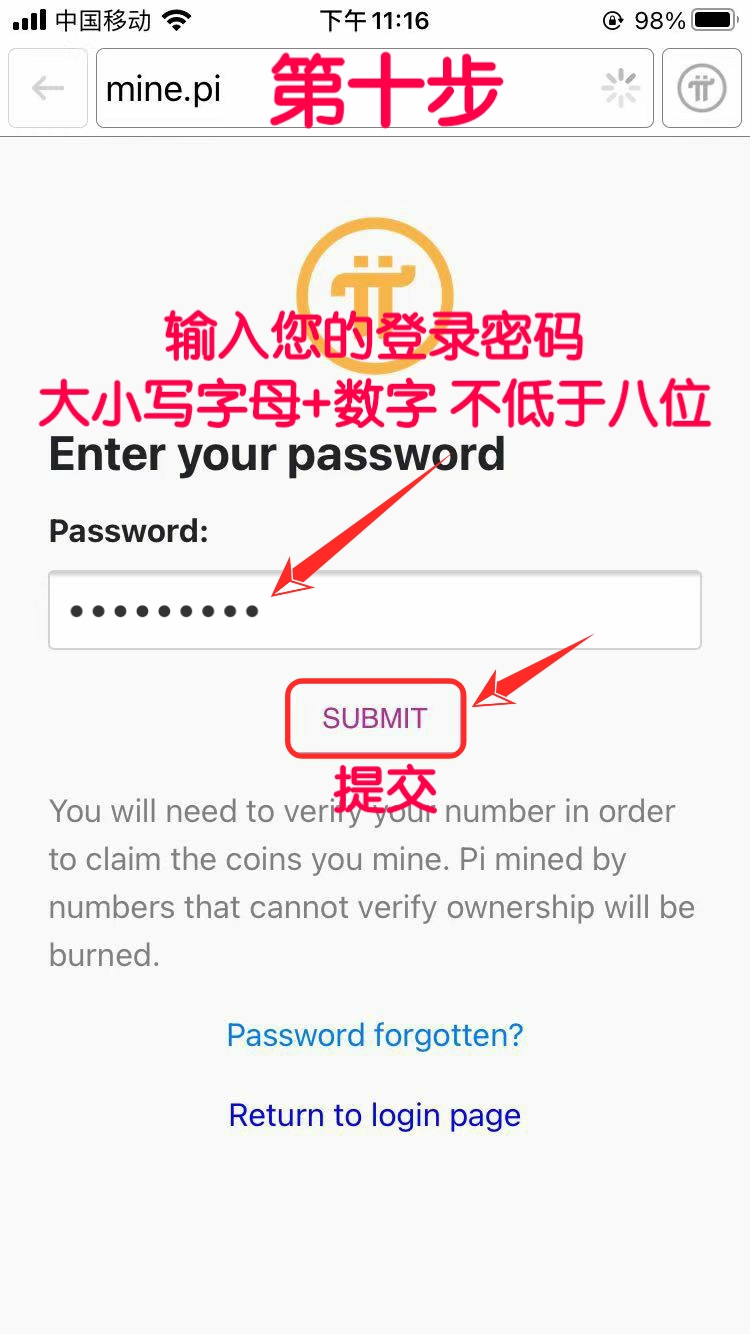 中国移动 下午11:16 98%
mine.pi 第十步
输入您的登录密码
大小写字母+数字 不低于八位
Enter your password
Password:
SUBMIT
提交
You will need to verify your number in order
to claim the coins you mine. Pi mined by
numbers that cannot verify ownership will be
burned.
Password forgotten?
Return to login page